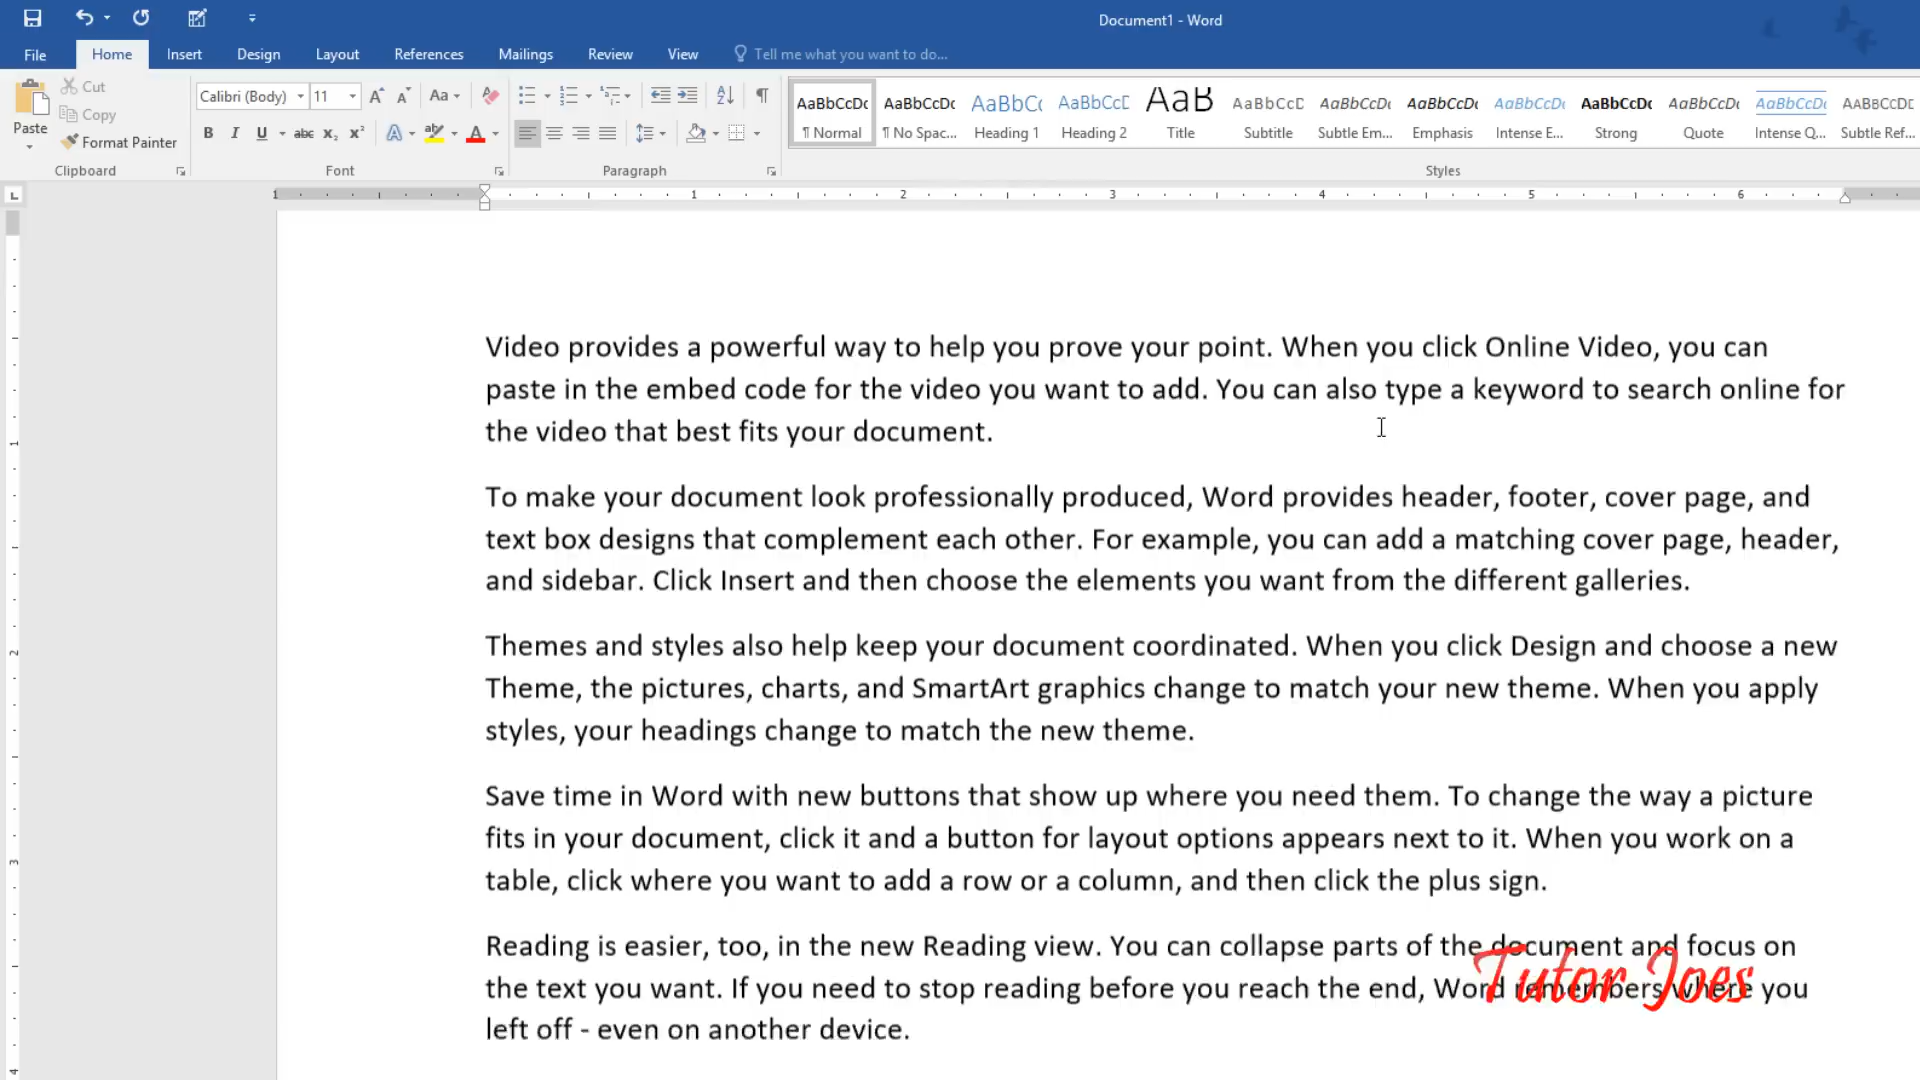 Document1 - Word
File Home Insert Design Layout References Mailings Review View Tell me what you want to do...
Paste
Cut
Copy
Format Painter
Clipboard
Calibri (Body) 11
Font
Paragraph
AaBbCcDc ¶ Normal
AaBbCcDc ¶ No Spac...
AaBbC Heading 1
AaBbCcD Heading 2
AaB Title
AaBbCcD Subtitle
AaBbCcDc Subtle Em...
AaBbCcDc Emphasis
AaBbCcDc Intense E...
AaBbCcDc Strong
AaBbCcDc Quote
AaBbCcDc Intense Q...
AABBCCDE Subtle Ref...
Styles
1 1 2 3 4 5 6
Video provides a powerful way to help you prove your point. When you click Online Video, you can
paste in the embed code for the video you want to add. You can also type a keyword to search online for
the video that best fits your document.
To make your document look professionally produced, Word provides header, footer, cover page, and
text box designs that complement each other. For example, you can add a matching cover page, header,
and sidebar. Click Insert and then choose the elements you want from the different galleries.
Themes and styles also help keep your document coordinated. When you click Design and choose a new
Theme, the pictures, charts, and SmartArt graphics change to match your new theme. When you apply
styles, your headings change to match the new theme.
Save time in Word with new buttons that show up where you need them. To change the way a picture
fits in your document, click it and a button for layout options appears next to it. When you work on a
table, click where you want to add a row or a column, and then click the plus sign.
Reading is easier, too, in the new Reading view. You can collapse parts of the document and focus on
the text you want. If you need to stop reading before you reach the end, Word remembers where you
left off - even on another device.
Tutor Joes